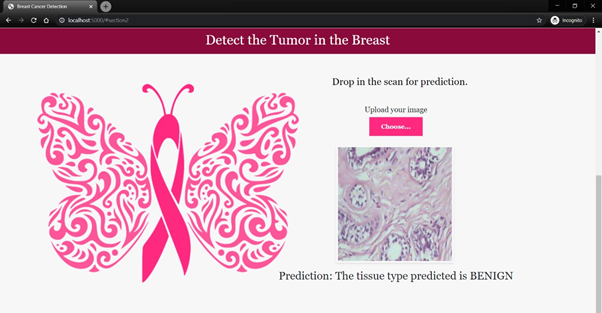 Breast Cancer Detection
localhost:5000/#section2
Incognito
Detect the Tumor in the Breast
Drop in the scan for prediction.
Upload your image
Choose...
Prediction: The tissue type predicted is BENIGN